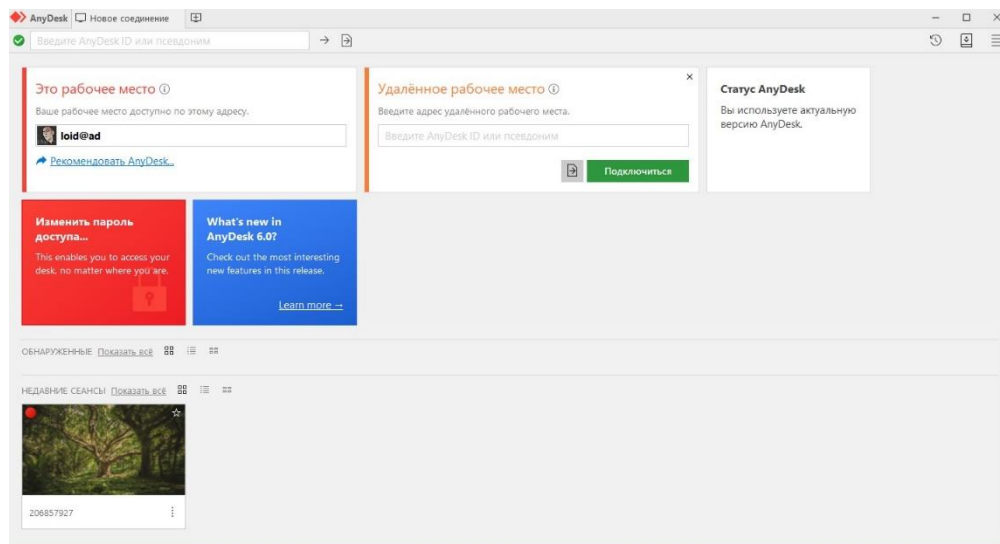 AnyDesk
Новое соединение
Введите AnyDesk ID или псевдоним
Это рабочее место
Ваше рабочее место доступно по этому адресу.
loid@ad
Рекомендовать AnyDesk...
Удалённое рабочее место
Введите адрес удалённого рабочего места.
Введите AnyDesk ID или псевдоним
Подключиться
Статус AnyDesk
Вы используете актуальную
версию AnyDesk.
Изменить пароль
доступа...
This enables you to access your
desk, no matter where you are.
What's new in
AnyDesk 6.0?
Check out the most interesting
new features in this release.
Learn more →
ОБНАРУЖЕННЫЕ Показать всё
НЕДАВНИЕ СЕАНСЫ Показать всё
206857927